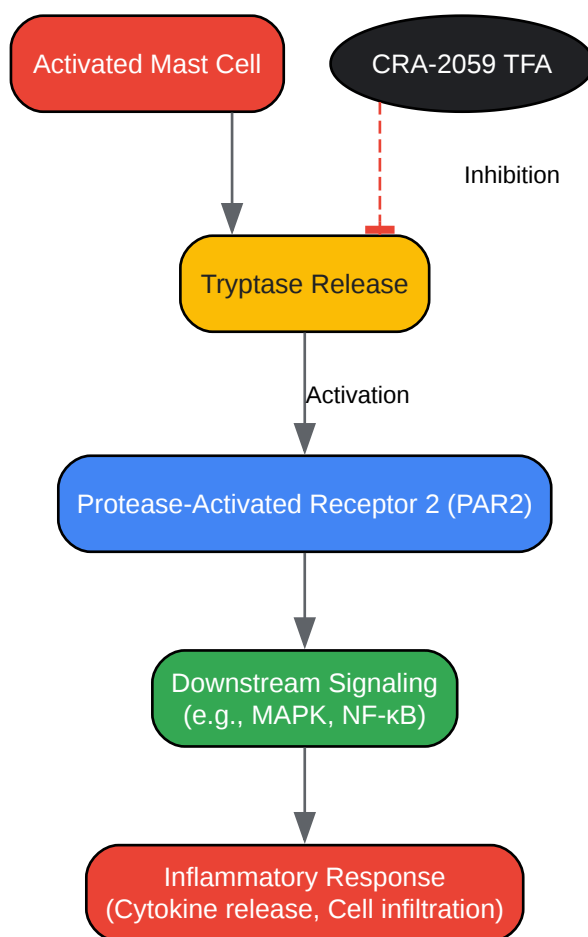 Activated Mast Cell
CRA-2059 TFA
Inhibition
Tryptase Release
Activation
Protease-Activated Receptor 2 (PAR2)
Downstream Signaling
(e.g., MAPK, NF-κB)
Inflammatory Response
(Cytokine release, Cell infiltration)